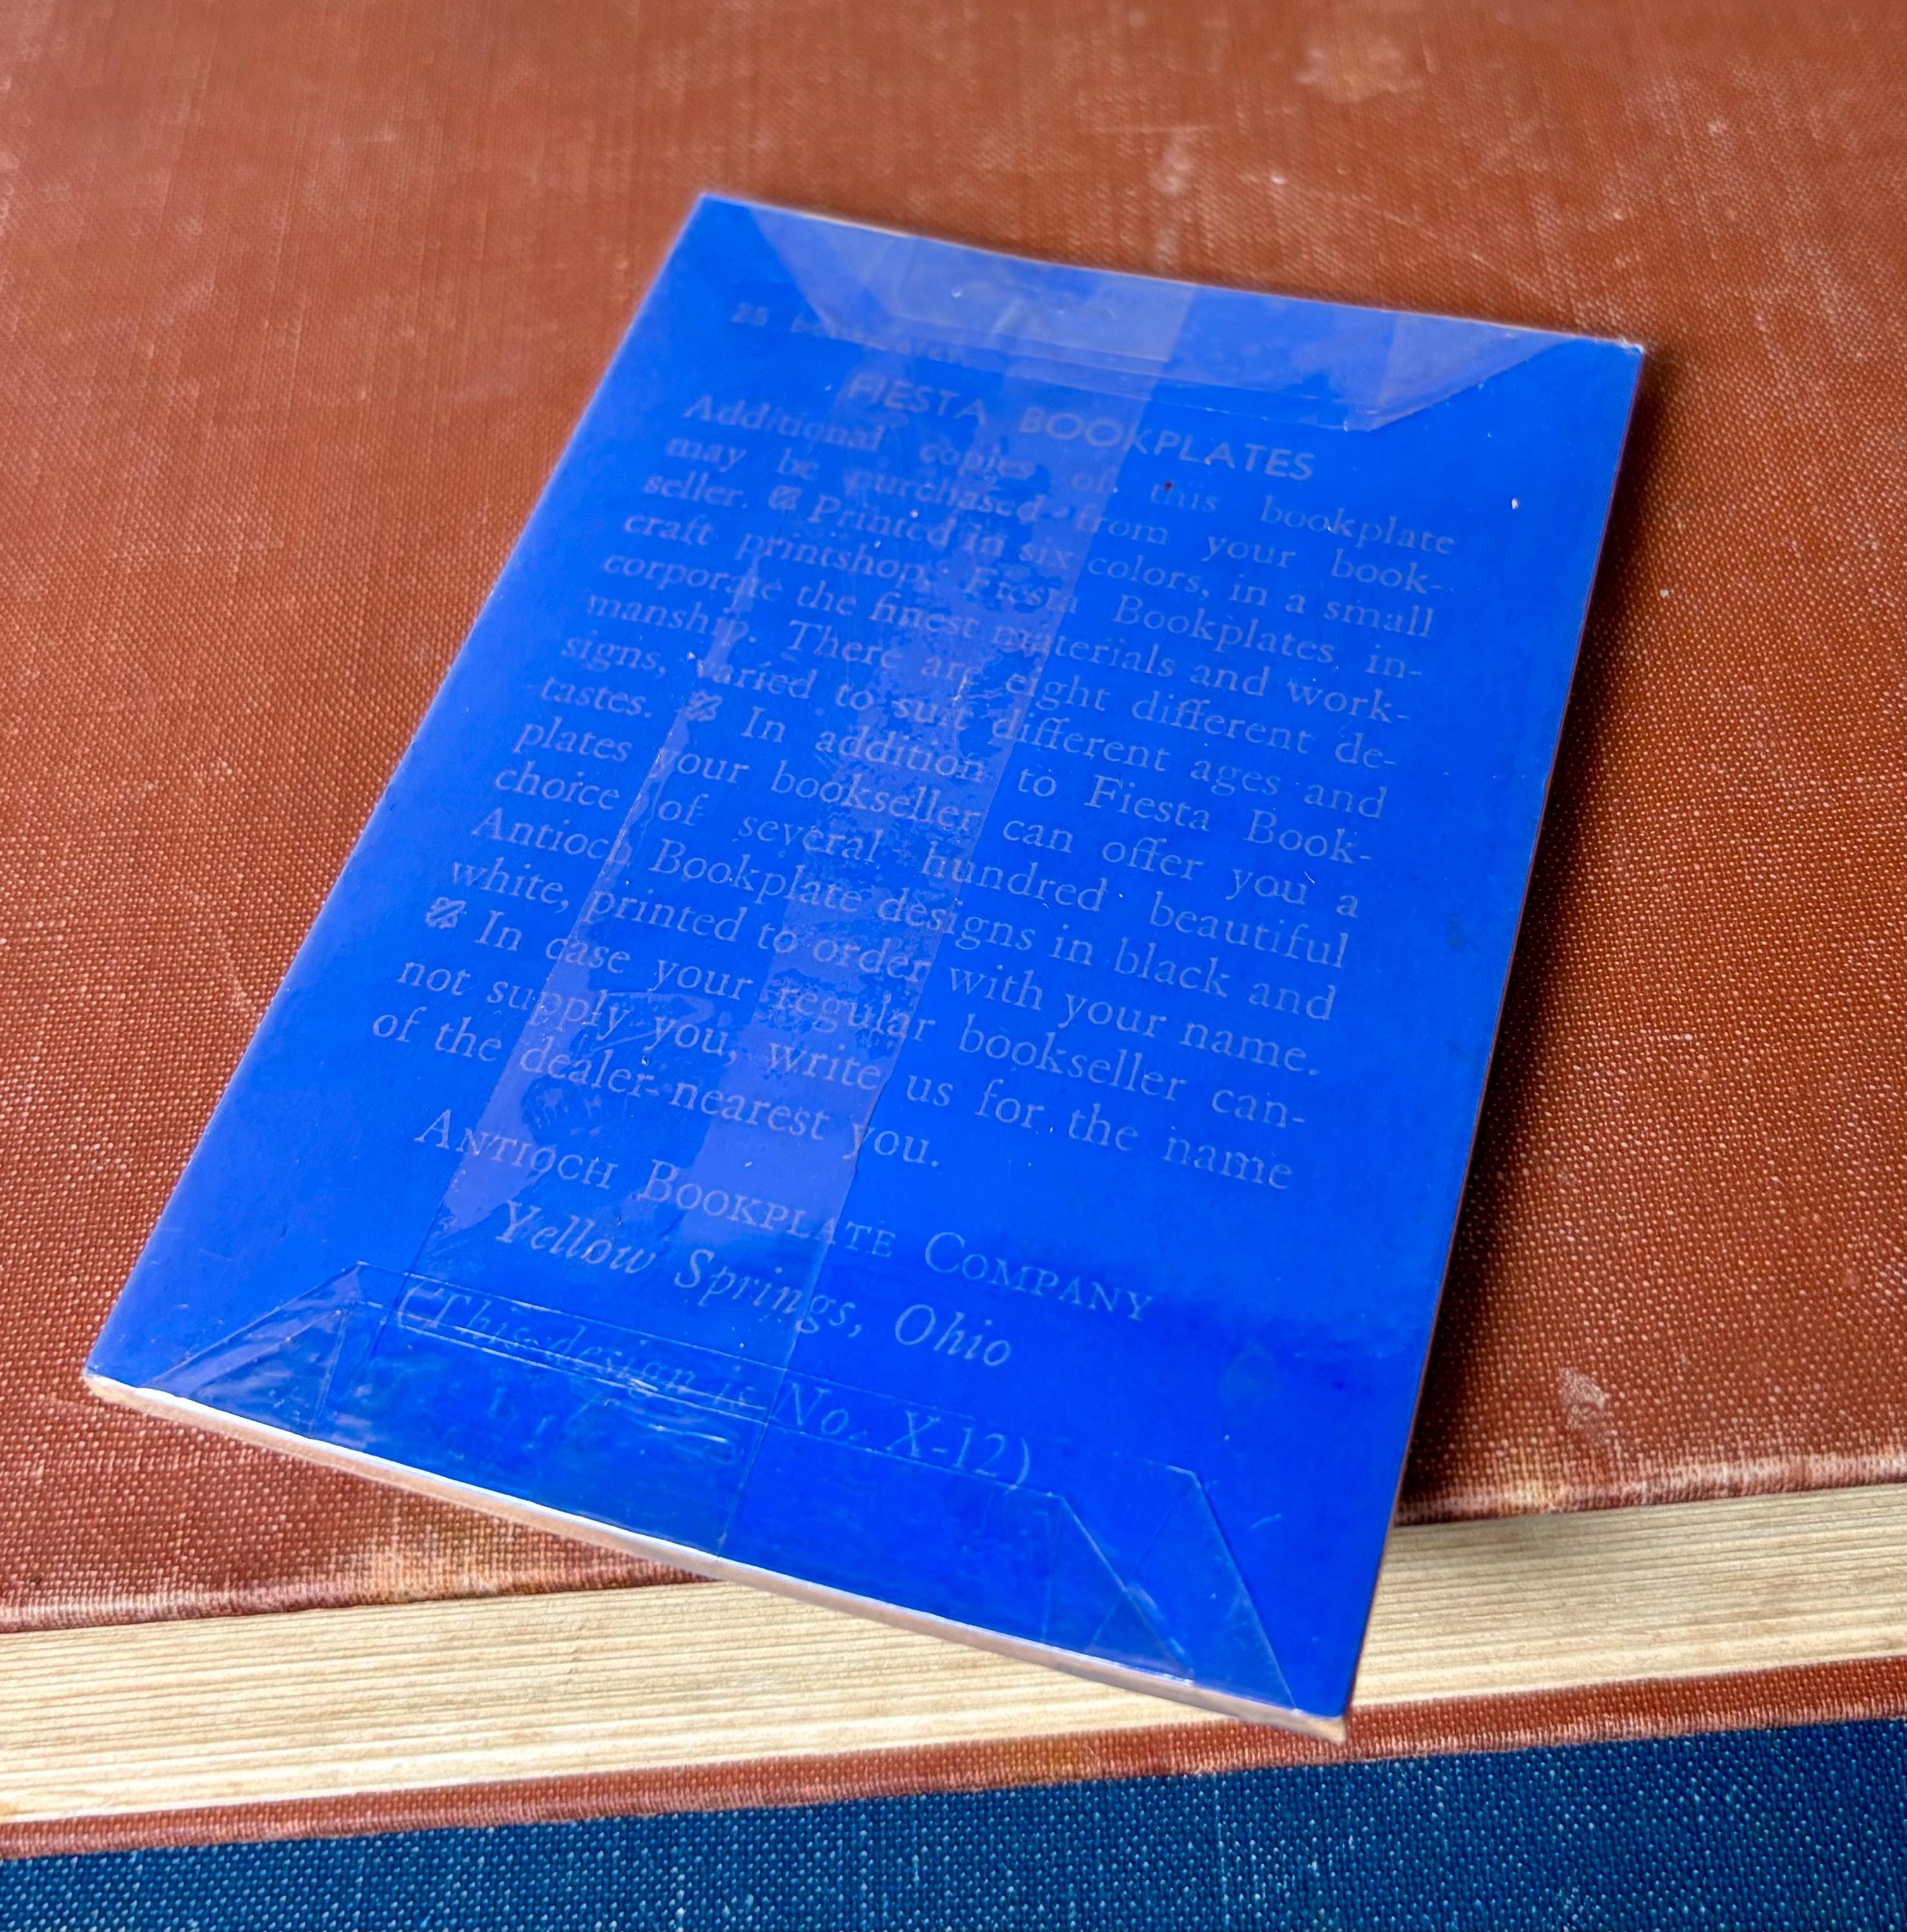 25 bookplates
FIESTA BOOKPLATES
Additional copies of this bookplate
may be purchased from your book-
seller. Printed in six colors, in a small
craft printshop, Fiesta Bookplates in-
corporate the finest materials and work-
manship. There are eight different de-
signs, varied to suit different ages and
tastes. In addition to Fiesta Book-
plates your bookseller can offer you a
choice of several hundred beautiful
Antioch Bookplate designs in black and
white, printed to order with your name.
In case your regular bookseller can-
not supply you, write us for the name
of the dealer nearest you.
ANTIOCH BOOKPLATE COMPANY
Yellow Springs, Ohio
(This design is No. X-12)